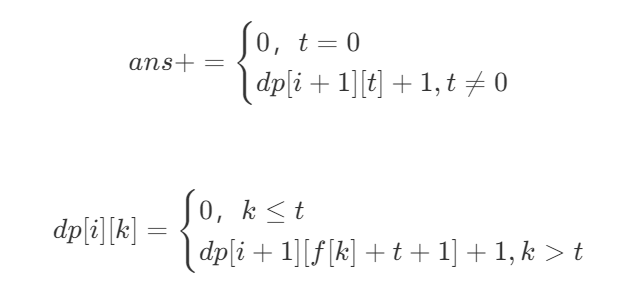 ans+ = { 0, t = 0
dp[i + 1][t] + 1, t ≠ 0
dp[i][k] = { 0, k ≤ t
dp[i + 1][f[k] + t + 1] + 1, k > t